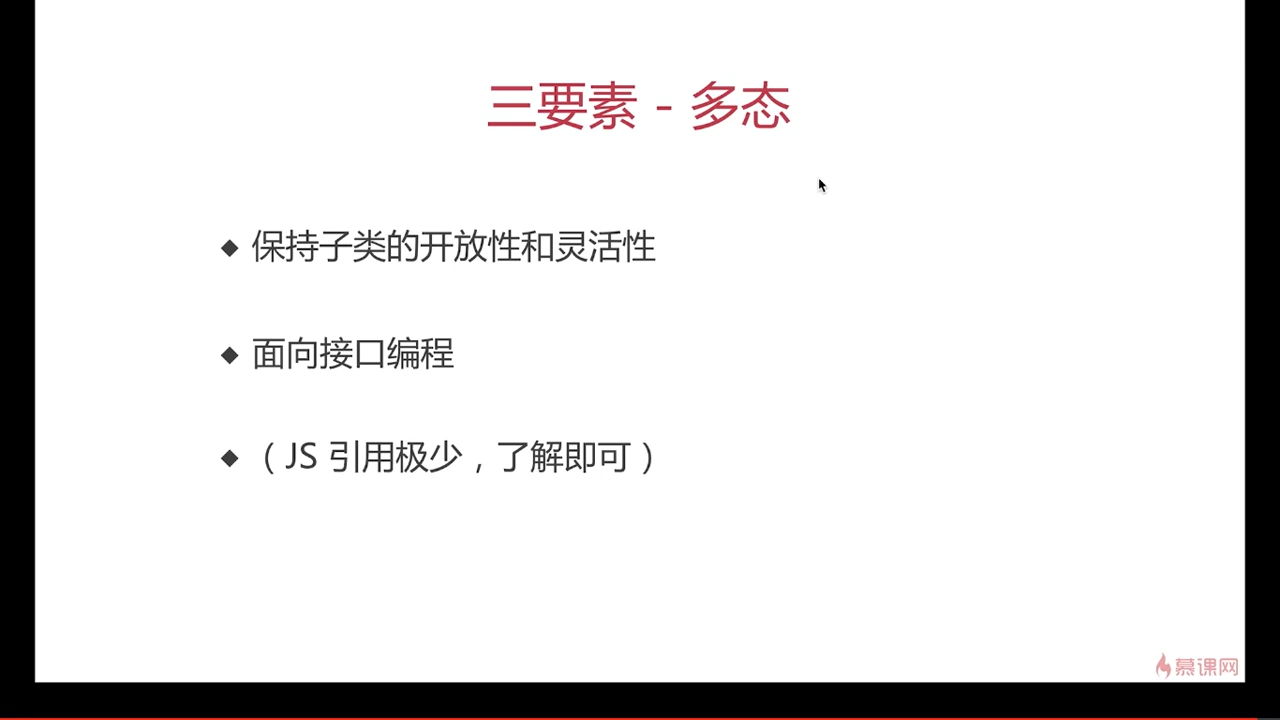 三要素 - 多态
保持子类的开放性和灵活性
面向接口编程
（JS 引用极少，了解即可）
慕课网